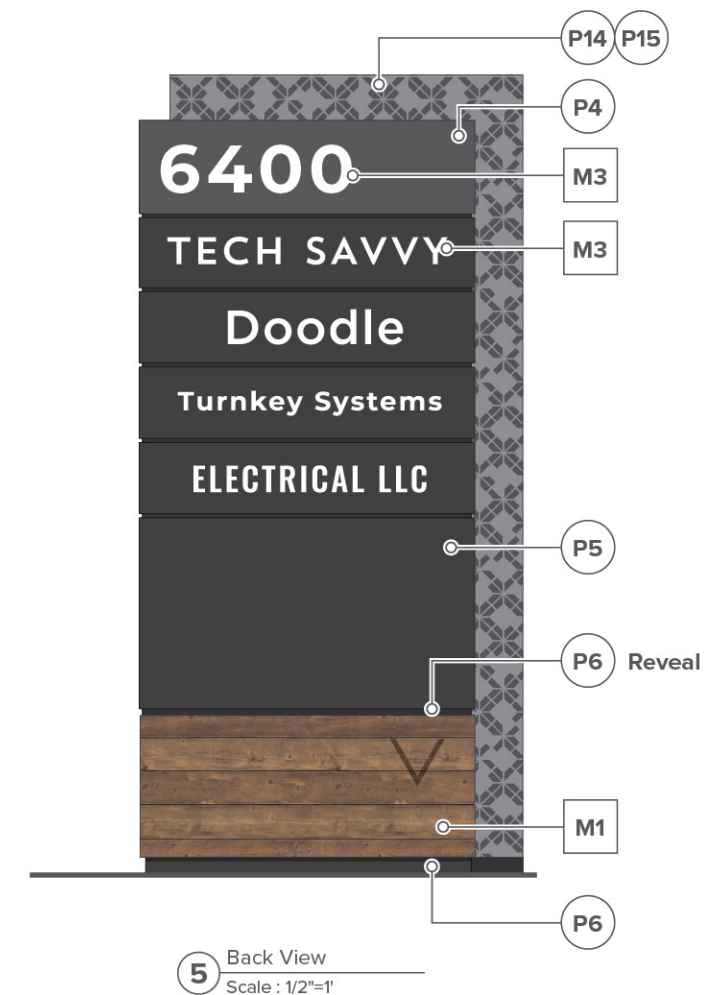 P14 P15
P4
6400
M3
TECH SAVVY
M3
Doodle
Turnkey Systems
ELECTRICAL LLC
P5
P6 Reveal
M1
P6
5 Back View
Scale : 1/2"=1'